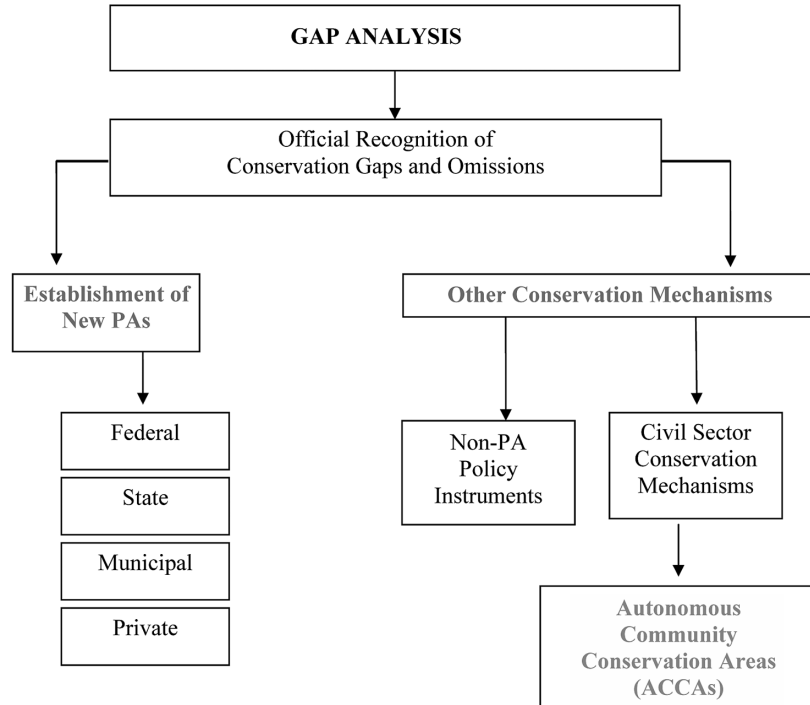 GAP ANALYSIS
Official Recognition of
Conservation Gaps and Omissions
Establishment of
New PAs
Federal
State
Municipal
Private
Other Conservation Mechanisms
Non-PA
Policy
Instruments
Civil Sector
Conservation
Mechanisms
Autonomous
Community
Conservation Areas
(ACCAs)